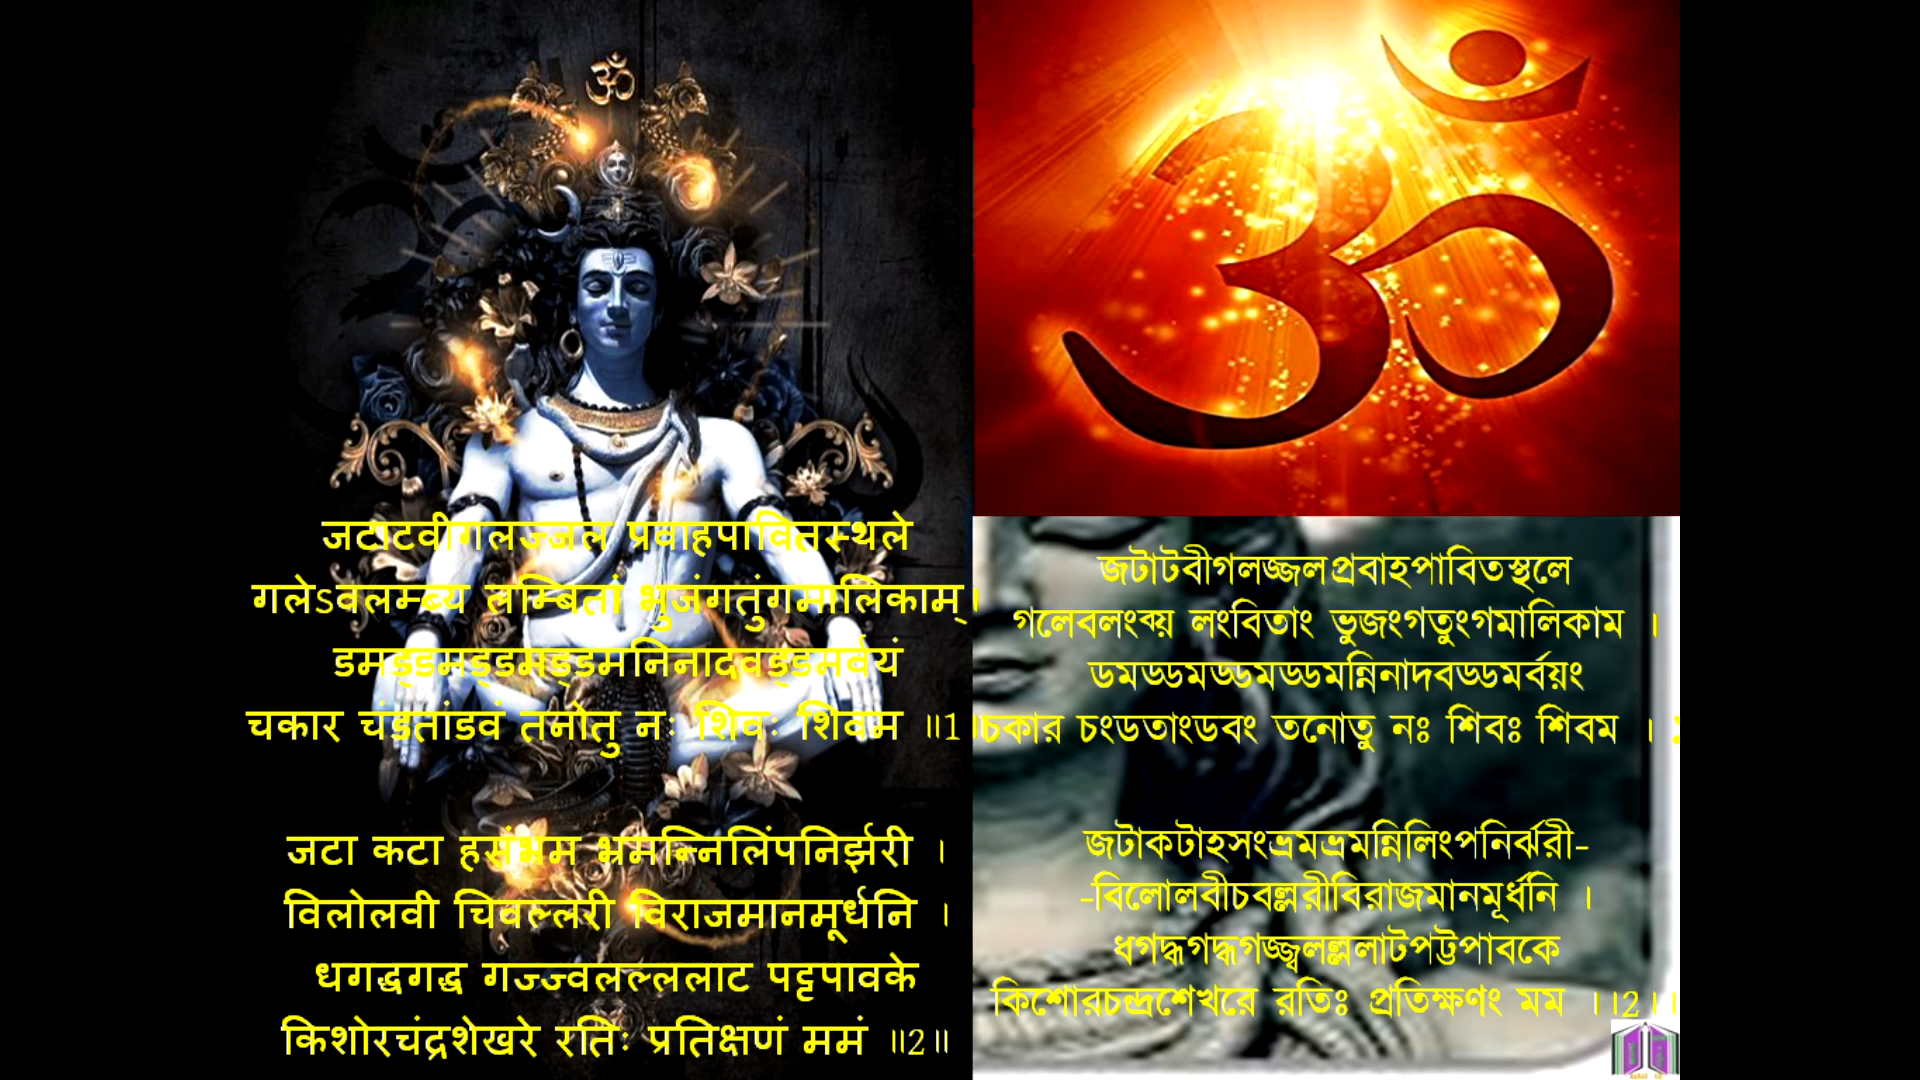 ॐ
जटाटवीगलज्जल प्रवाहपावितस्थले
गलेऽवलम्ब्य लम्बितां भुजंगतुंगमालिकाम्।
डमड्डमड्डमड्डमनिनादवड्डमर्वयं
चकार चंडतांडवं तनोतु नः शिवः शिवम ॥1
जटा कटा हसंभम भ्रमन्निलिंपनिर्झरी ।
विलोलवी चिवल्लरी विराजमानमूर्धनि ।
धगद्धगद्ध गज्ज्वलल्ललाट पट्टपावके
किशोरचंद्रशेखरे रतिः प्रतिक्षणं ममं ॥2॥
ॐ
জটাটবীগলজ্জলপ্রবাহপাবিতস্থলে
গলেবলংব্য় লংবিতাং ভুজংগতুংগমালিকাম ।
ডমড্ডমড্ডমড্ডমন্নিনাদবড্ডমর্বয়ং
চকার চংডতাংডবং তনোতু নঃ শিবঃ শিবম ।
জটাকটাহসংভ্রমভ্রমন্নিলিংপনির্ঝরী-
-বিলোলবীচবল্লরীবিরাজমানমূর্ধনি ।
ধগদ্ধগদ্ধগজ্জ্বলল্ললাটপট্টপাবকে
কিশোরচন্দ্রশেখরে রতিঃ প্রতিক্ষণং মম ।।2।।